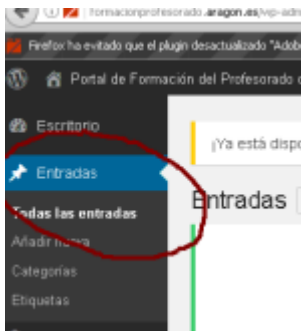 formacionprofesorado.aragon.es/wp-adm
Firefox ha evitado que el plugin desactualizado "Adob
Portal de Formación del Profesorado
Escritorio
¡Ya está dispo
Entradas
Entradas
Todas las entradas
Añadir nueva
Categorías
Etiquetas